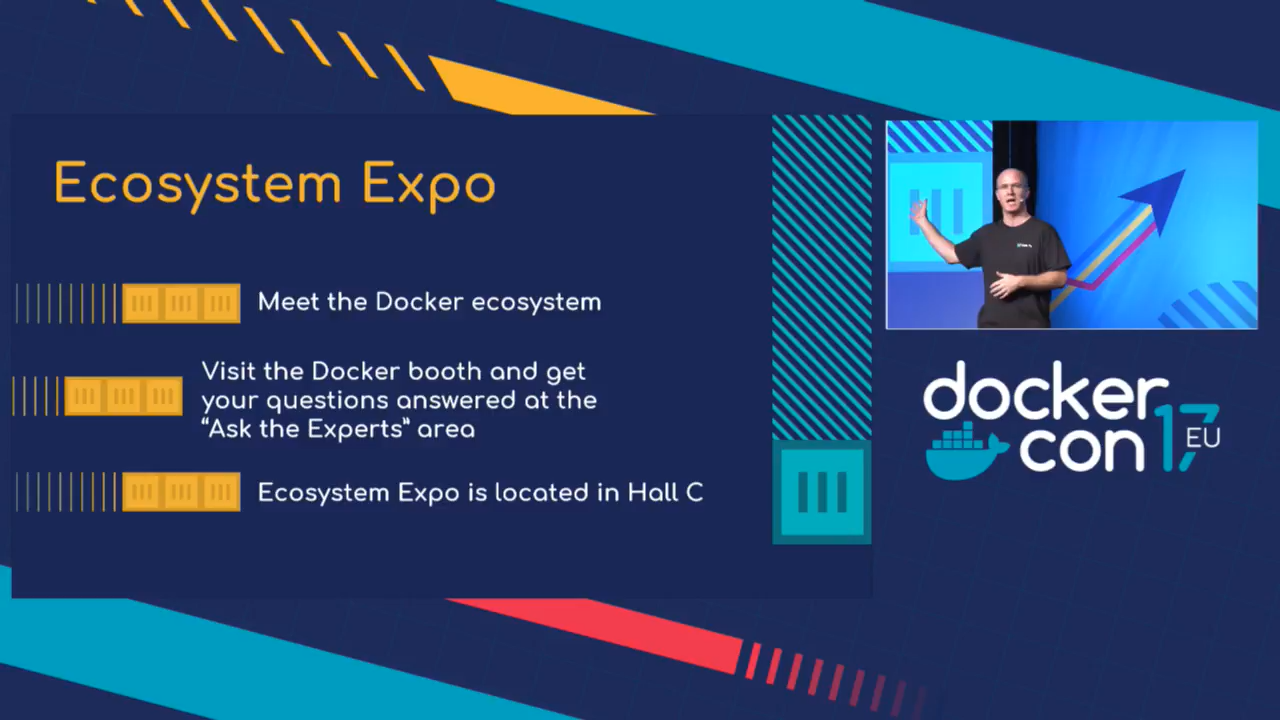 Ecosystem Expo
Meet the Docker ecosystem
Visit the Docker booth and get
your questions answered at the
“Ask the Experts” area
Ecosystem Expo is located in Hall C
docker
con 17 EU